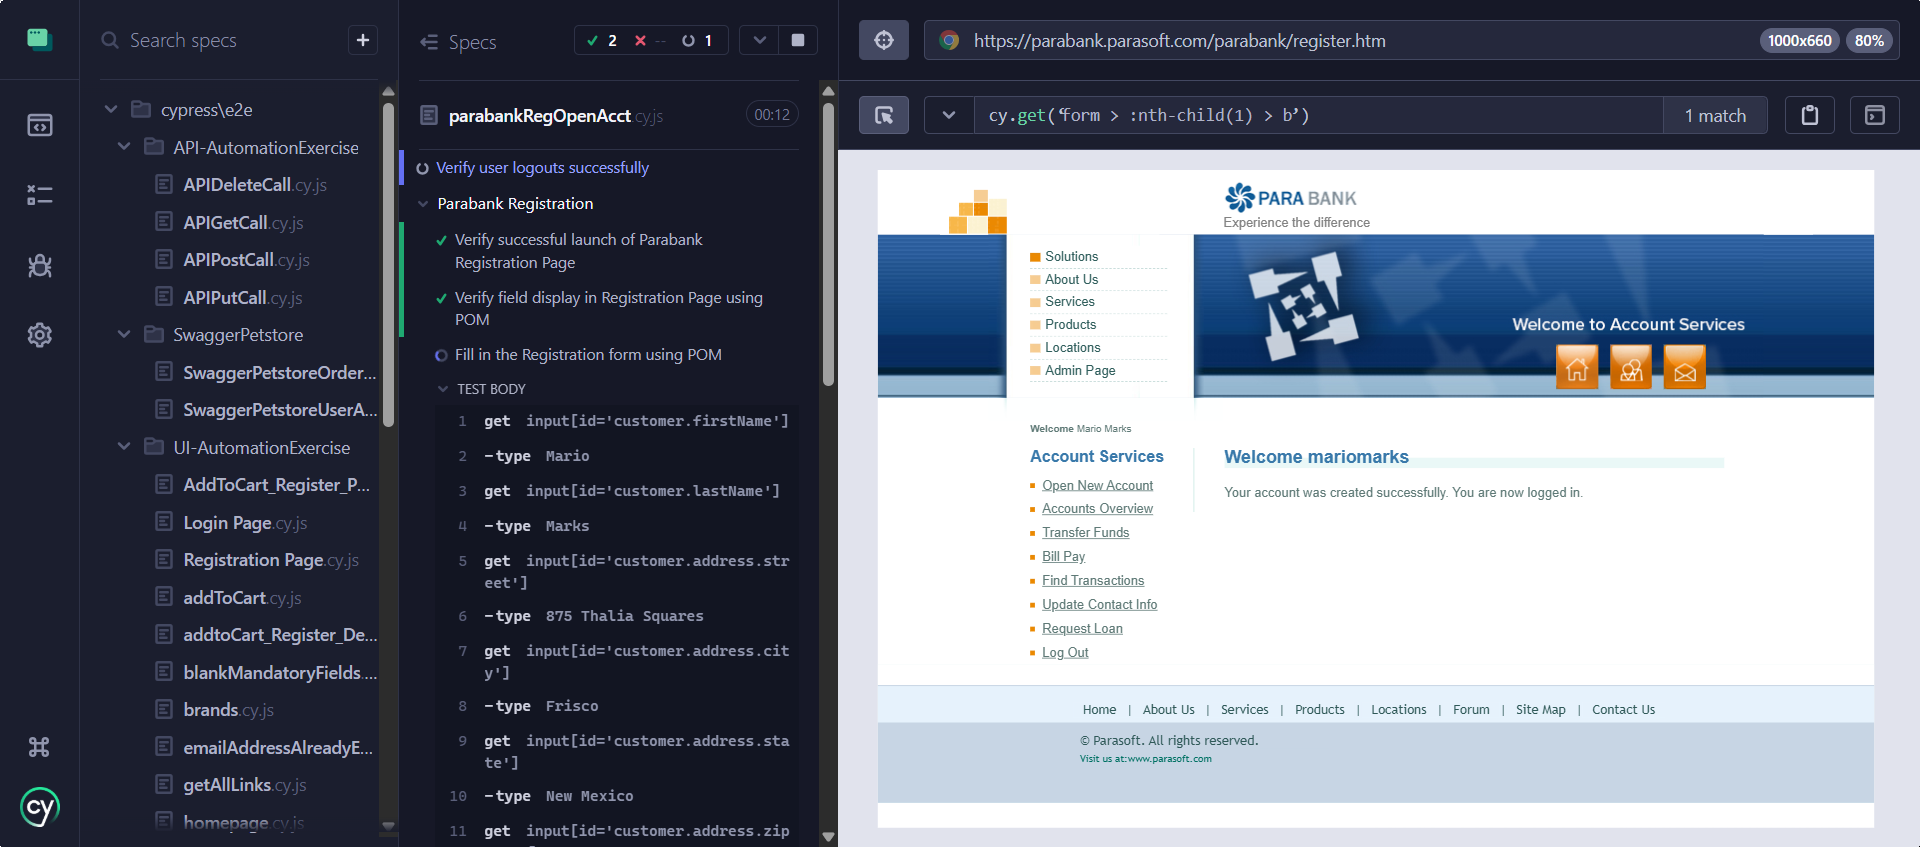 Search specs
+
cypress\e2e
API-AutomationExercise
APIDeleteCall.cy.js
APIGetCall.cy.js
APIPostCall.cy.js
APIPutCall.cy.js
SwaggerPetstore
SwaggerPetstoreOrder...
SwaggerPetstoreUserA...
UI-AutomationExercise
AddToCart_Register_P...
Login Page.cy.js
Registration Page.cy.js
addToCart.cy.js
addtoCart_Register_De...
blankMandatoryFields....
brands.cy.js
emailAddressAlreadyE...
getAllLinks.cy.js
homepage.cy.js
cy
Specs
2 -- 1
parabankRegOpenAcct.cy.js 00:12
Verify user logouts successfully
Parabank Registration
Verify successful launch of Parabank
Registration Page
Verify field display in Registration Page using
POM
Fill in the Registration form using POM
TEST BODY
1 get input[id='customer.firstName']
2 -type Mario
3 get input[id='customer.lastName']
4 -type Marks
5 get input[id='customer.address.str
eet']
6 -type 875 Thalia Squares
7 get input[id='customer.address.cit
y']
8 -type Frisco
9 get input[id='customer.address.sta
te']
10 -type New Mexico
11 get input[id='customer.address.zip
https://parabank.parasoft.com/parabank/register.htm 1000x660 80%
cy.get(‘form > :nth-child(1) > b’) 1 match
PARA BANK
Experience the difference
Solutions
About Us
Services
Products
Locations
Admin Page
Welcome to Account Services
Welcome Mario Marks
Account Services
Open New Account
Accounts Overview
Transfer Funds
Bill Pay
Find Transactions
Update Contact Info
Request Loan
Log Out
Welcome mariomarks
Your account was created successfully. You are now logged in.
Home | About Us | Services | Products | Locations | Forum | Site Map | Contact Us
© Parasoft. All rights reserved.
Visit us at:www.parasoft.com